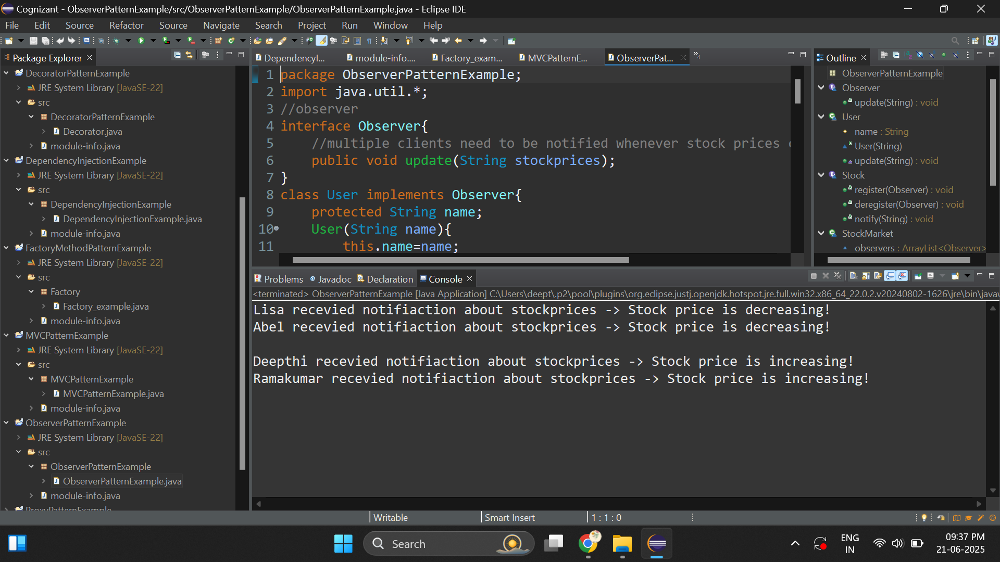 Cognizant - ObserverPatternExample/src/ObserverPatternExample/ObserverPatternExample.java - Eclipse IDE
File Edit Source Refactor Source Navigate Search Project Run Window Help
Package Explorer
DecoratorPatternExample
JRE System Library [JavaSE-22]
src
DecoratorPatternExample
Decorator.java
module-info.java
DependencyInjectionExample
JRE System Library [JavaSE-22]
src
DependencyInjectionExample
DependencyInjectionExample.java
module-info.java
FactoryMethodPatternExample
JRE System Library [JavaSE-22]
src
Factory
Factory_example.java
module-info.java
MVCPatternExample
JRE System Library [JavaSE-22]
src
MVCPatternExample
MVCPatternExample.java
module-info.java
ObserverPatternExample
JRE System Library [JavaSE-22]
src
ObserverPatternExample
ObserverPatternExample.java
module-info.java
ProxyPatternExample
DependencyI... module-info.... Factory_exam... MVCPatternE... ObserverPat... 4
1 package ObserverPatternExample;
2 import java.util.*;
3 //observer
4 interface Observer{
5 //multiple clients need to be notified whenever stock prices
6 public void update(String stockprices);
7 }
8 class User implements Observer{
9 protected String name;
10 User(String name){
11 this.name=name;
Outline
ObserverPatternExample
Observer
update(String) : void
User
name : String
User(String)
update(String) : void
Stock
register(Observer) : void
deregister(Observer) : void
notify(String) : void
StockMarket
observers : ArrayList<Observer>
Problems Javadoc Declaration Console
<terminated> ObserverPatternExample [Java Application] C:\Users\deept\.p2\pool\plugins\org.eclipse.justj.openjdk.hotspot.jre.full.win32.x86_64_22.0.2.v20240802-1626\jre\bin\java
Lisa recevied notifiaction about stockprices -> Stock price is decreasing!
Abel recevied notifiaction about stockprices -> Stock price is decreasing!
Deepthi recevied notifiaction about stockprices -> Stock price is increasing!
Ramakumar recevied notifiaction about stockprices -> Stock price is increasing!
Writable Smart Insert 1 : 1 : 0
Search
ENG
IN
09:37 PM
21-06-2025